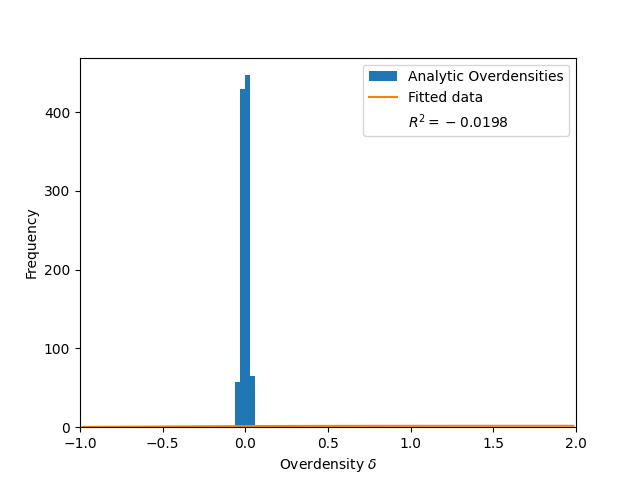 Analytic Overdensities
Fitted data
R² = − 0.0198
Frequency
400
300
200
100
0
−1.0 −0.5 0.0 0.5 1.0 1.5 2.0
Overdensity δ